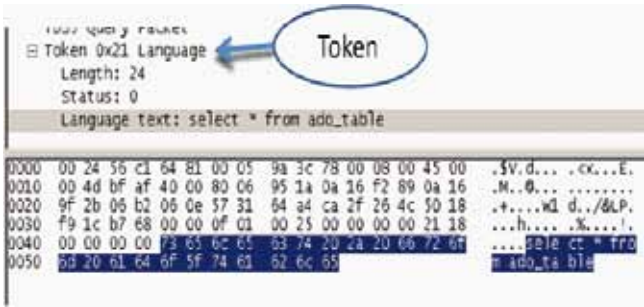 TDS5 Query Packet
Token 0x21 Language
Token
Length: 24
Status: 0
Language text: select * from ado_table
0000 00 24 56 c1 64 81 00 05 9a 3c 78 00 08 00 45 00 .$V.d... .<x...E.
0010 00 4d bf af 40 00 80 06 95 1a 0a 16 f2 89 0a 16 .M..@... ........
0020 9f 2b 06 b2 06 0e 57 31 64 a4 ca 2f 26 4c 50 18 .+....W1 d../&LP.
0030 f9 1c b7 68 00 00 0f 01 00 25 00 00 00 00 21 18 ...h.... .%....!.
0040 00 00 00 00 73 65 6c 65 63 74 20 2a 20 66 72 6f ....sele ct * fro
0050 6d 20 61 64 6f 5f 74 61 62 6c 65 m ado_ta ble